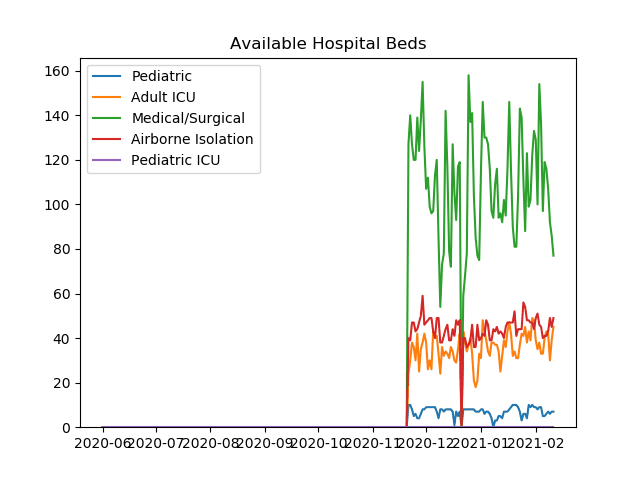 Available Hospital Beds
Pediatric
Adult ICU
Medical/Surgical
Airborne Isolation
Pediatric ICU
160
140
120
100
80
60
40
20
0
2020-06 2020-07 2020-08 2020-09 2020-10 2020-11 2020-12 2021-01 2021-02